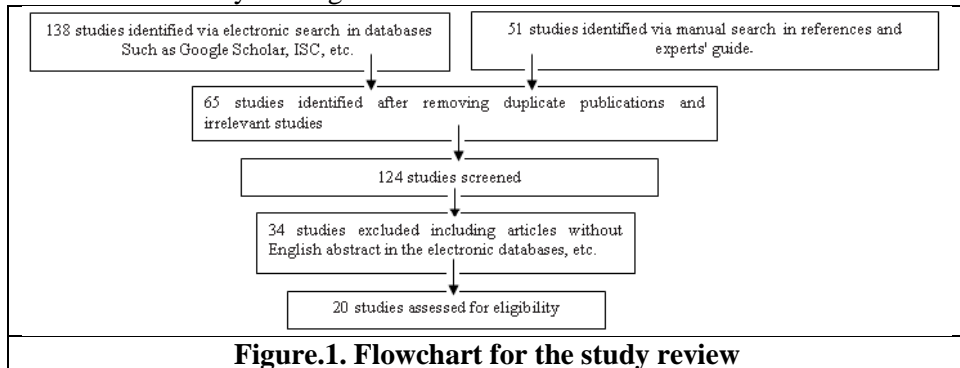 138 studies identified via electronic search in databases
Such as Google Scholar, ISC, etc.
51 studies identified via manual search in references and
experts' guide.
65 studies identified after removing duplicate publications and
irrelevant studies
124 studies screened
34 studies excluded including articles without
English abstract in the electronic databases, etc.
20 studies assessed for eligibility
Figure.1. Flowchart for the study review